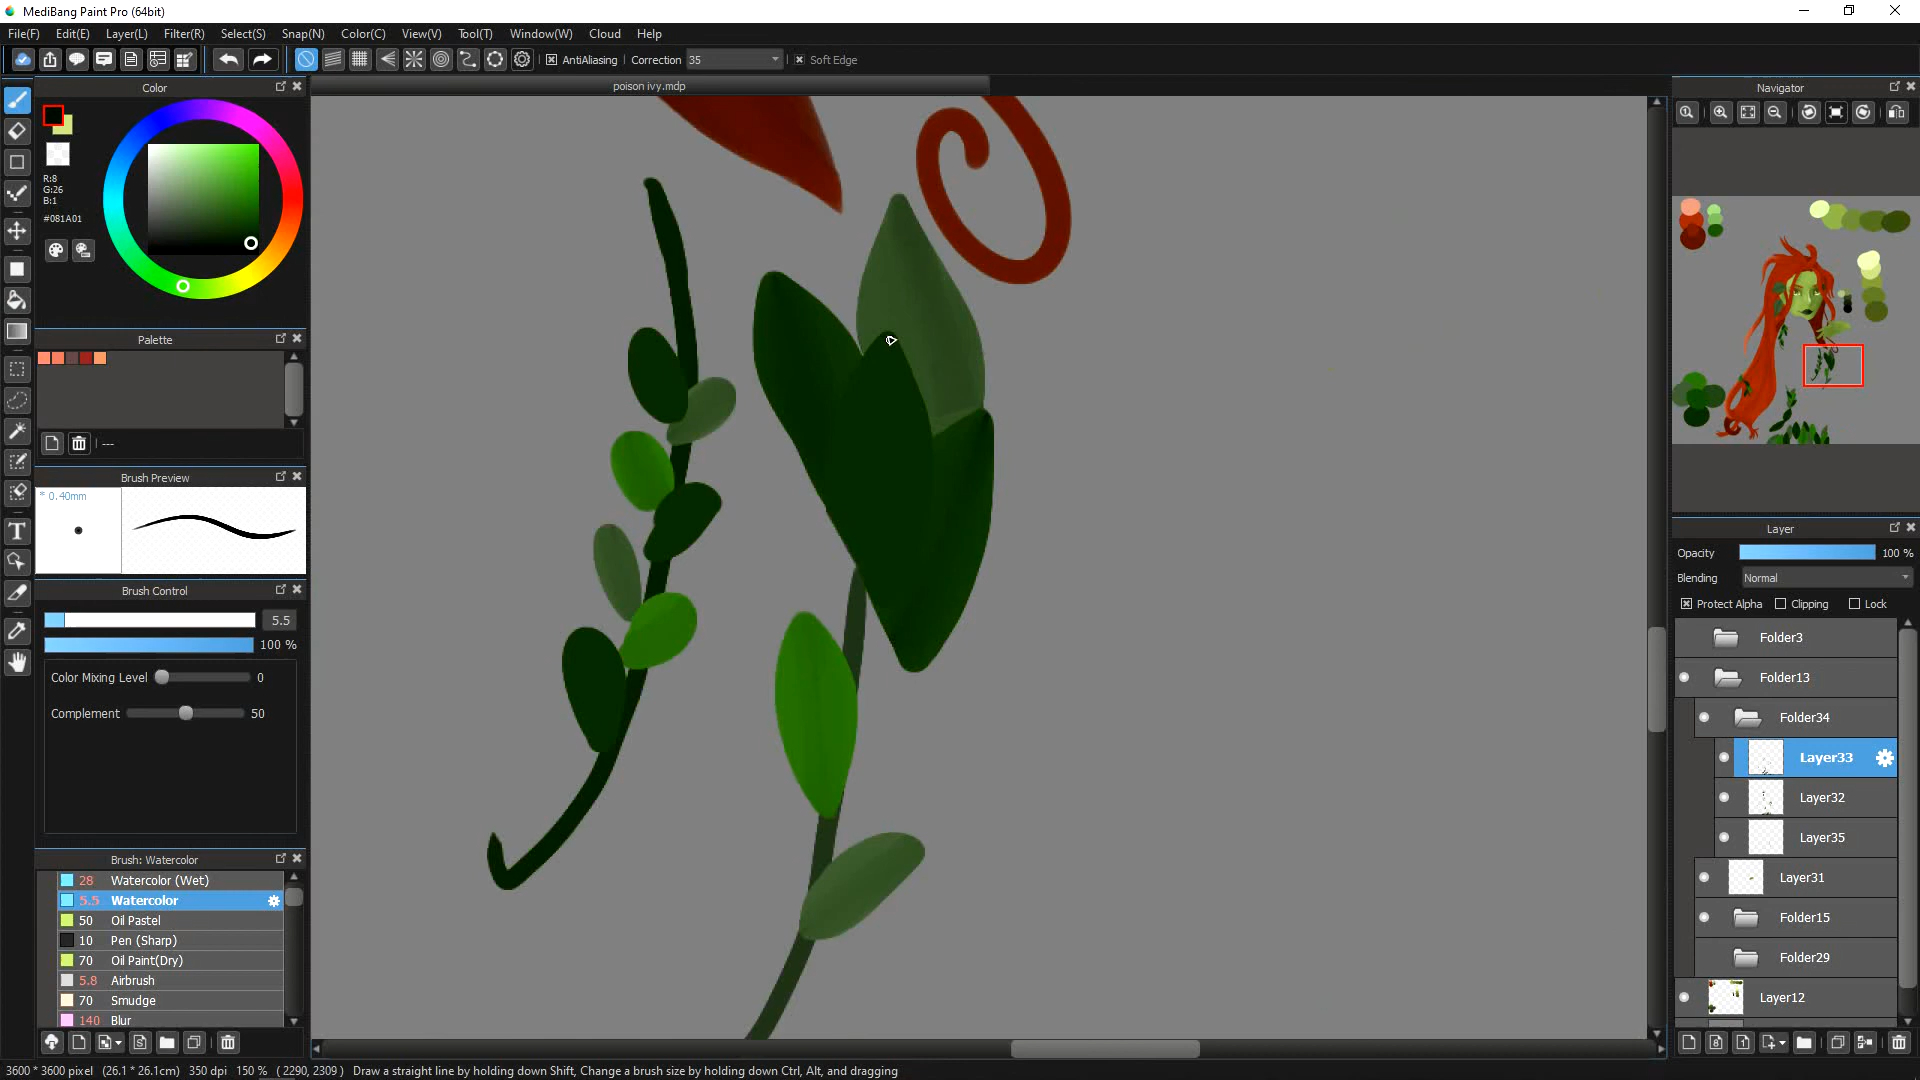 MediBang Paint Pro (64bit)
File(F) Edit(E) Layer(L) Filter(R) Select(S) Snap(N) Color(C) View(V) Tool(T) Window(W) Cloud Help
AntiAliasing Correction 35 Soft Edge
Color
poison ivy.mdp
Navigator
R:8
G:26
B:1
#081A01
Palette
---
Brush Preview
* 0.40mm
Brush Control
5.5
100 %
Color Mixing Level 0
Complement 50
Brush: Watercolor
28 Watercolor (Wet)
5.5 Watercolor
50 Oil Pastel
10 Pen (Sharp)
70 Oil Paint(Dry)
5.8 Airbrush
70 Smudge
140 Blur
Layer
Opacity 100 %
Blending Normal
Protect Alpha Clipping Lock
Folder3
Folder13
Folder34
Layer33
Layer32
Layer35
Layer31
Folder15
Folder29
Layer12
3600 * 3600 pixel (26.1 * 26.1cm) 350 dpi 150 % ( 2290, 2309 ) Draw a straight line by holding down Shift, Change a brush size by holding down Ctrl, Alt, and dragging